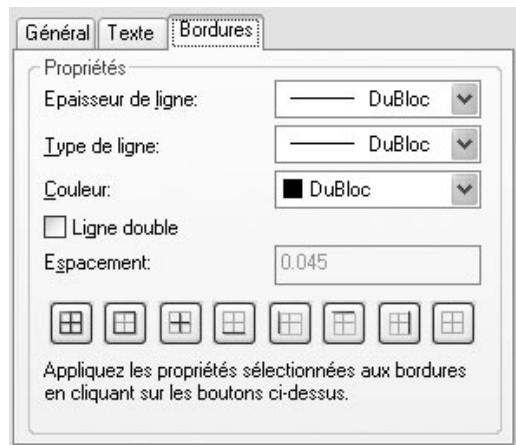 Général Texte Bordures
Propriétés
Epaisseur de ligne: DuBloc
Type de ligne: DuBloc
Couleur: DuBloc
Ligne double
Espacement: 0.045
Appliquez les propriétés sélectionnées aux bordures
en cliquant sur les boutons ci-dessus.